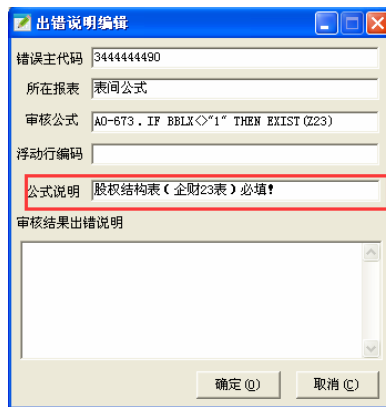 出错说明编辑
错误主代码 3444444490
所在报表 表间公式
审核公式 AO-673．IF BBLX<>"1" THEN EXIST(Z23)
浮动行编码
公式说明 股权结构表（企财23表）必填！
审核结果出错说明
确定(O) 取消(C)